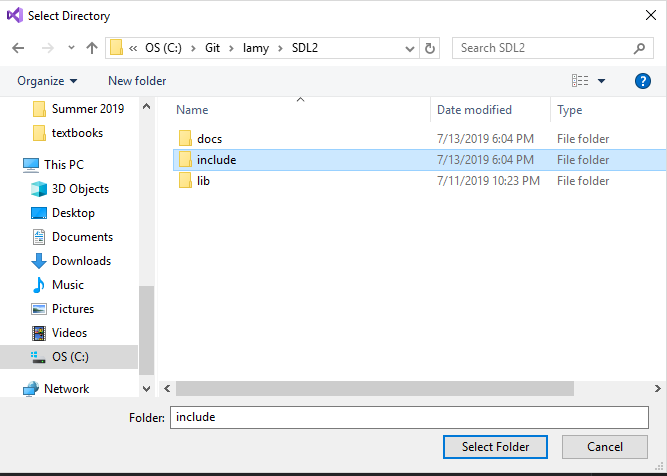 Select Directory
« OS (C:) > Git > lamy > SDL2
Search SDL2
Organize
New folder
Summer 2019
textbooks
This PC
3D Objects
Desktop
Documents
Downloads
Music
Pictures
Videos
OS (C:)
Network
Name Date modified Type
docs 7/13/2019 6:04 PM File folder
include 7/13/2019 6:04 PM File folder
lib 7/11/2019 10:23 PM File folder
Folder: include
Select Folder
Cancel